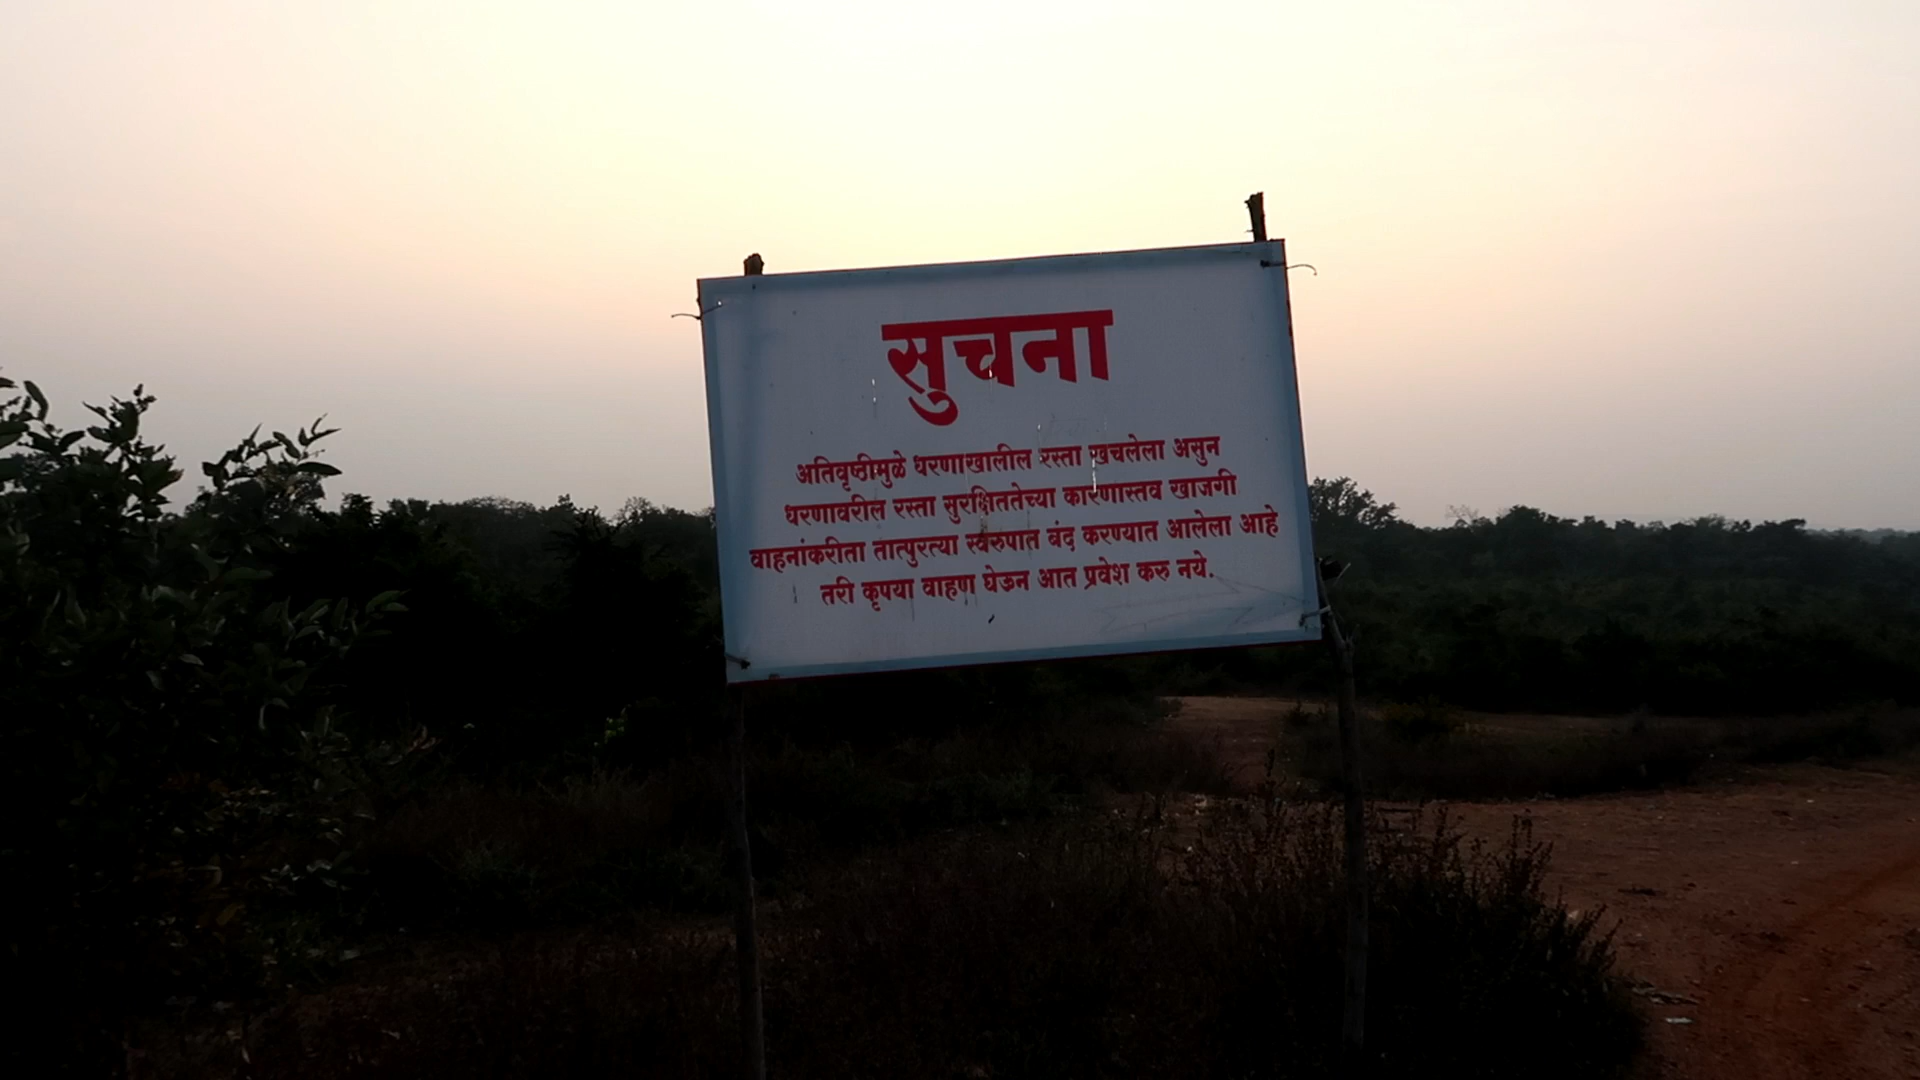 सुचना
अतिवृष्ठीमुळे धरणाखालील रस्ता खचलेला असुन
धरणावरील रस्ता सुरक्षिततेच्या कारणास्तव खाजगी
वाहनांकरीता तात्पुरत्या स्वरुपात बंद करण्यात आलेला आहे
तरी कृपया वाहण घेऊन आत प्रवेश करु नये.